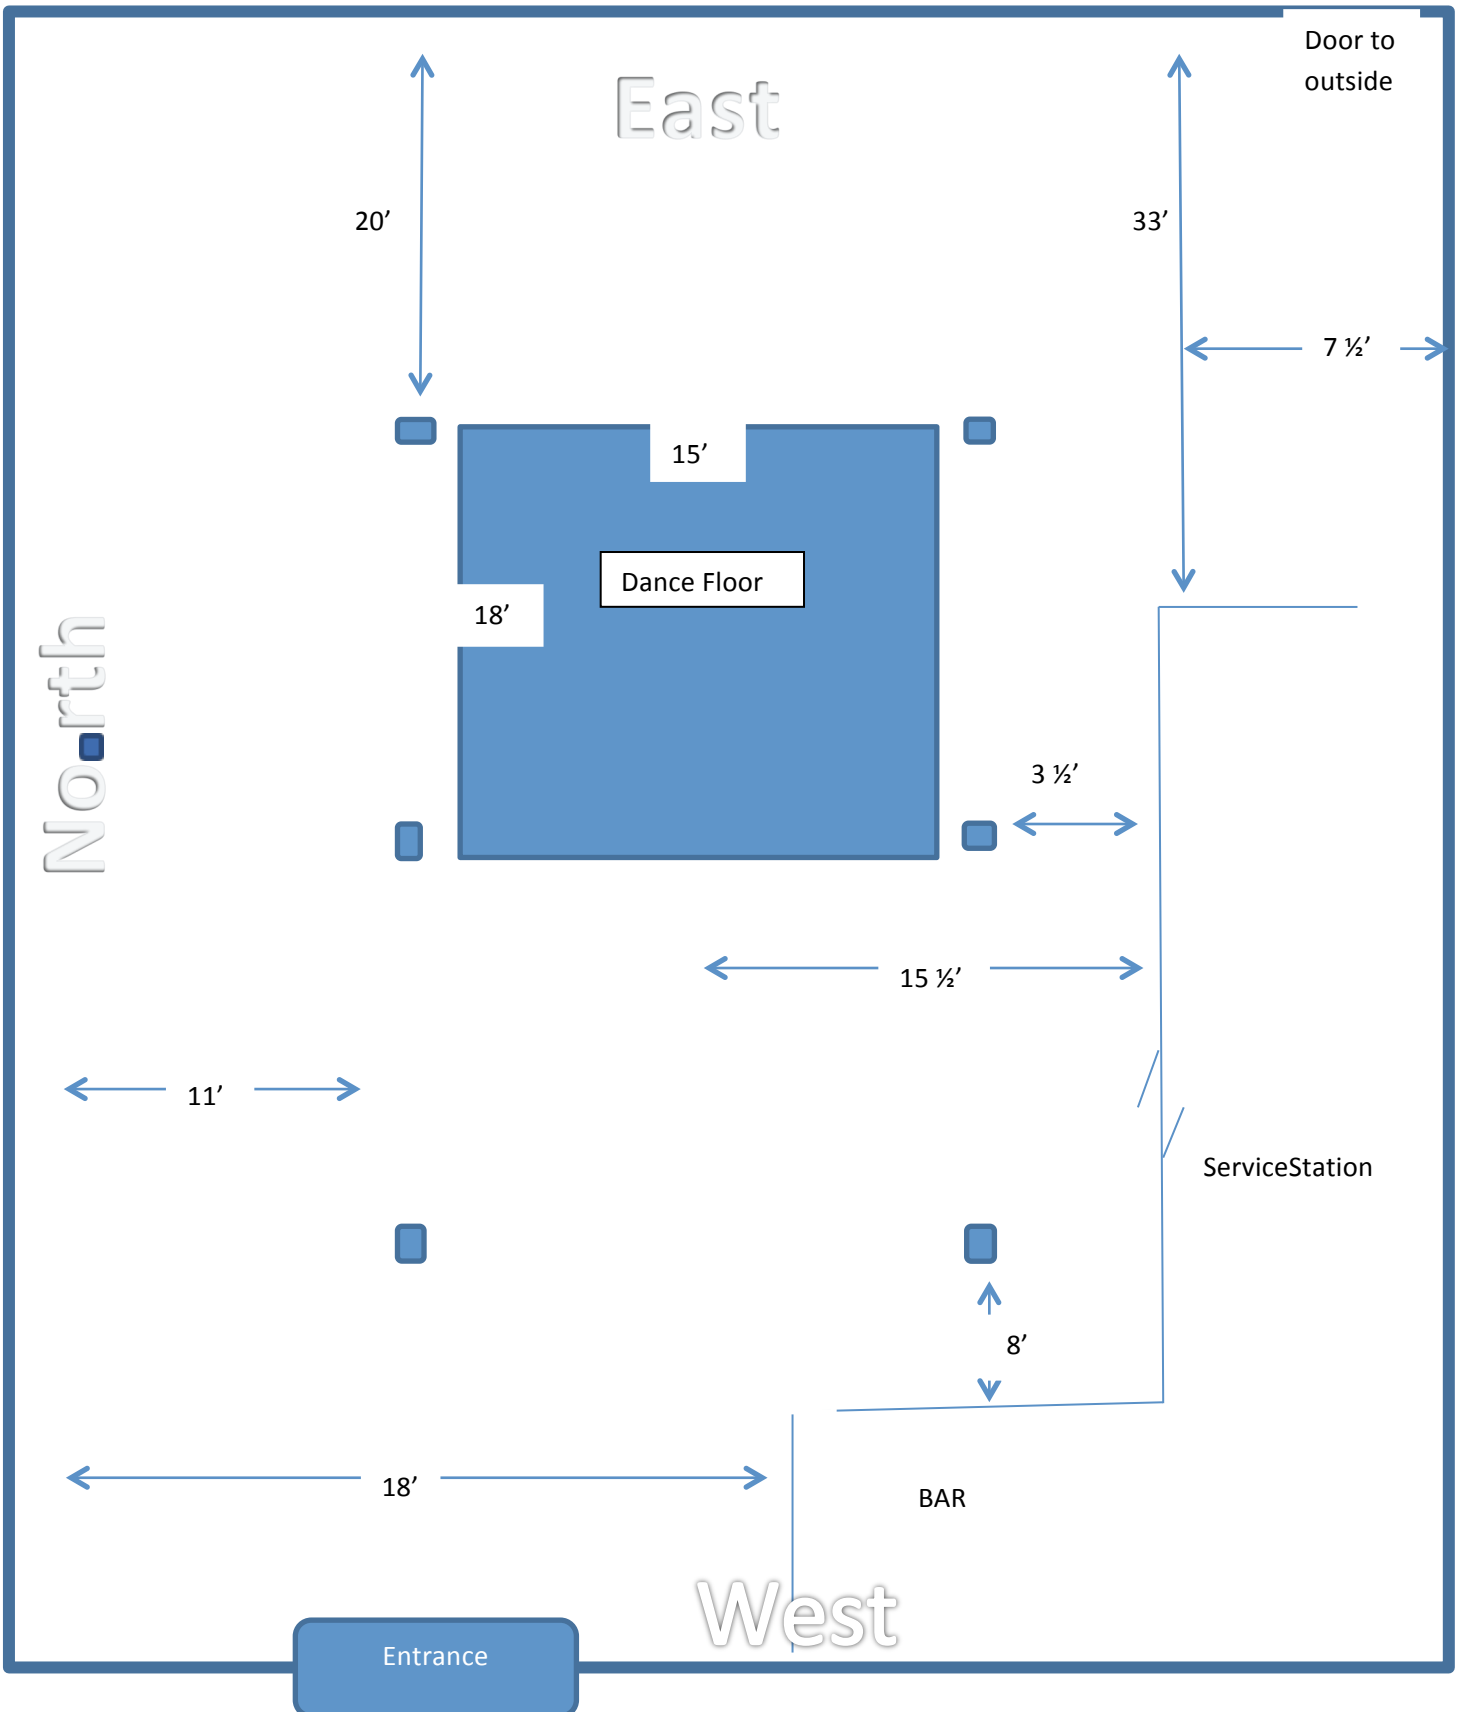 Door to
outside
East
20’
33’
7 ½’
15’
Dance Floor
18’
North
3 ½’
15 ½’
11’
ServiceStation
8’
18’
BAR
West
Entrance